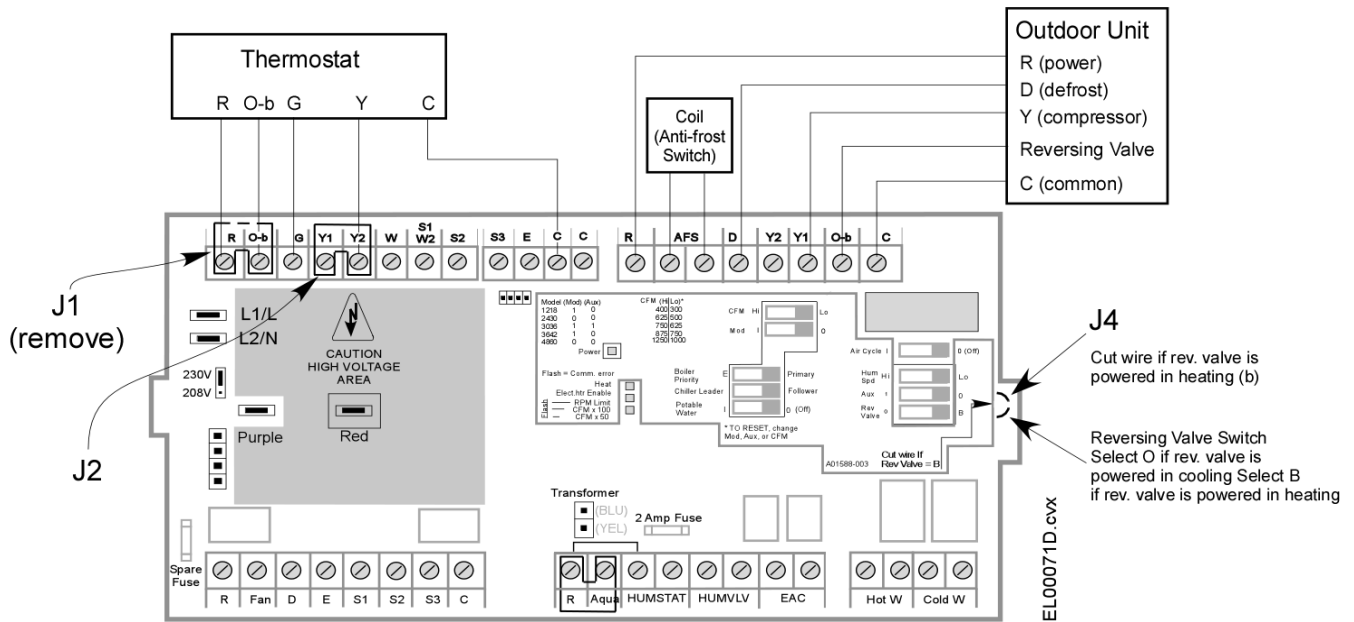 Thermostat
R O-b G Y C
Coil
(Anti-frost
Switch)
Outdoor Unit
R (power)
D (defrost)
Y (compressor)
Reversing Valve
C (common)
R O-b G Y1 Y2 W S1 W2 S2 S3 E C C R AFS D Y2 Y1 O-b C
J1
(remove)
J2
L1/L
L2/N
230V
208V
Purple
CAUTION
HIGH VOLTAGE
AREA
Red
Model (Mod) (Aux) CFM (Hi|Lo)*
1218 1 0 400|300
2430 0 0 625|500
3036 1 1 750|625
3642 1 0 875|750
4860 0 0 1250|1000
Power
Flash = Comm. error
Heat
Elect.htr Enable
Flash
RPM Limit
CFM x 100
CFM x 50
CFM Hi Lo
Mod I 0
Boiler
Priority
E Primary
Chiller Leader Follower
Potable
Water
I 0 (Off)
* TO RESET, change
Mod, Aux, or CFM
Air Cycle I 0 (Off)
Hum
Spd
Hi Lo
Aux 1 0
Rev
Valve
0 B
A01588-003
Cut wire If
Rev Valve = B
J4
Cut wire if rev. valve is
powered in heating (b)
Reversing Valve Switch
Select O if rev. valve is
powered in cooling Select B
if rev. valve is powered in heating
EL00071D.cvx
Transformer
(BLU)
(YEL)
2 Amp Fuse
Spare
Fuse
R Fan D E S1 S2 S3 C
R Aqua HUMSTAT HUMVLV EAC
Hot W Cold W